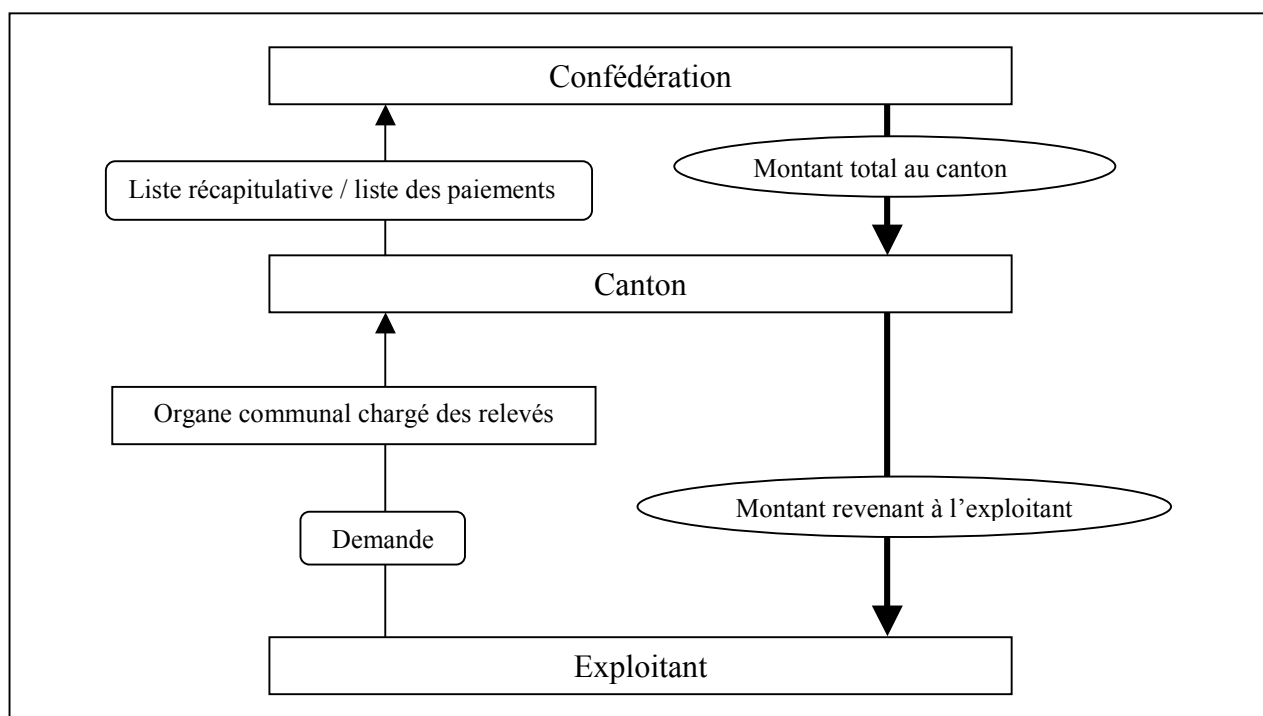 Confédération
Liste récapitulative / liste des paiements
Montant total au canton
Canton
Organe communal chargé des relevés
Montant revenant à l’exploitant
Demande
Exploitant